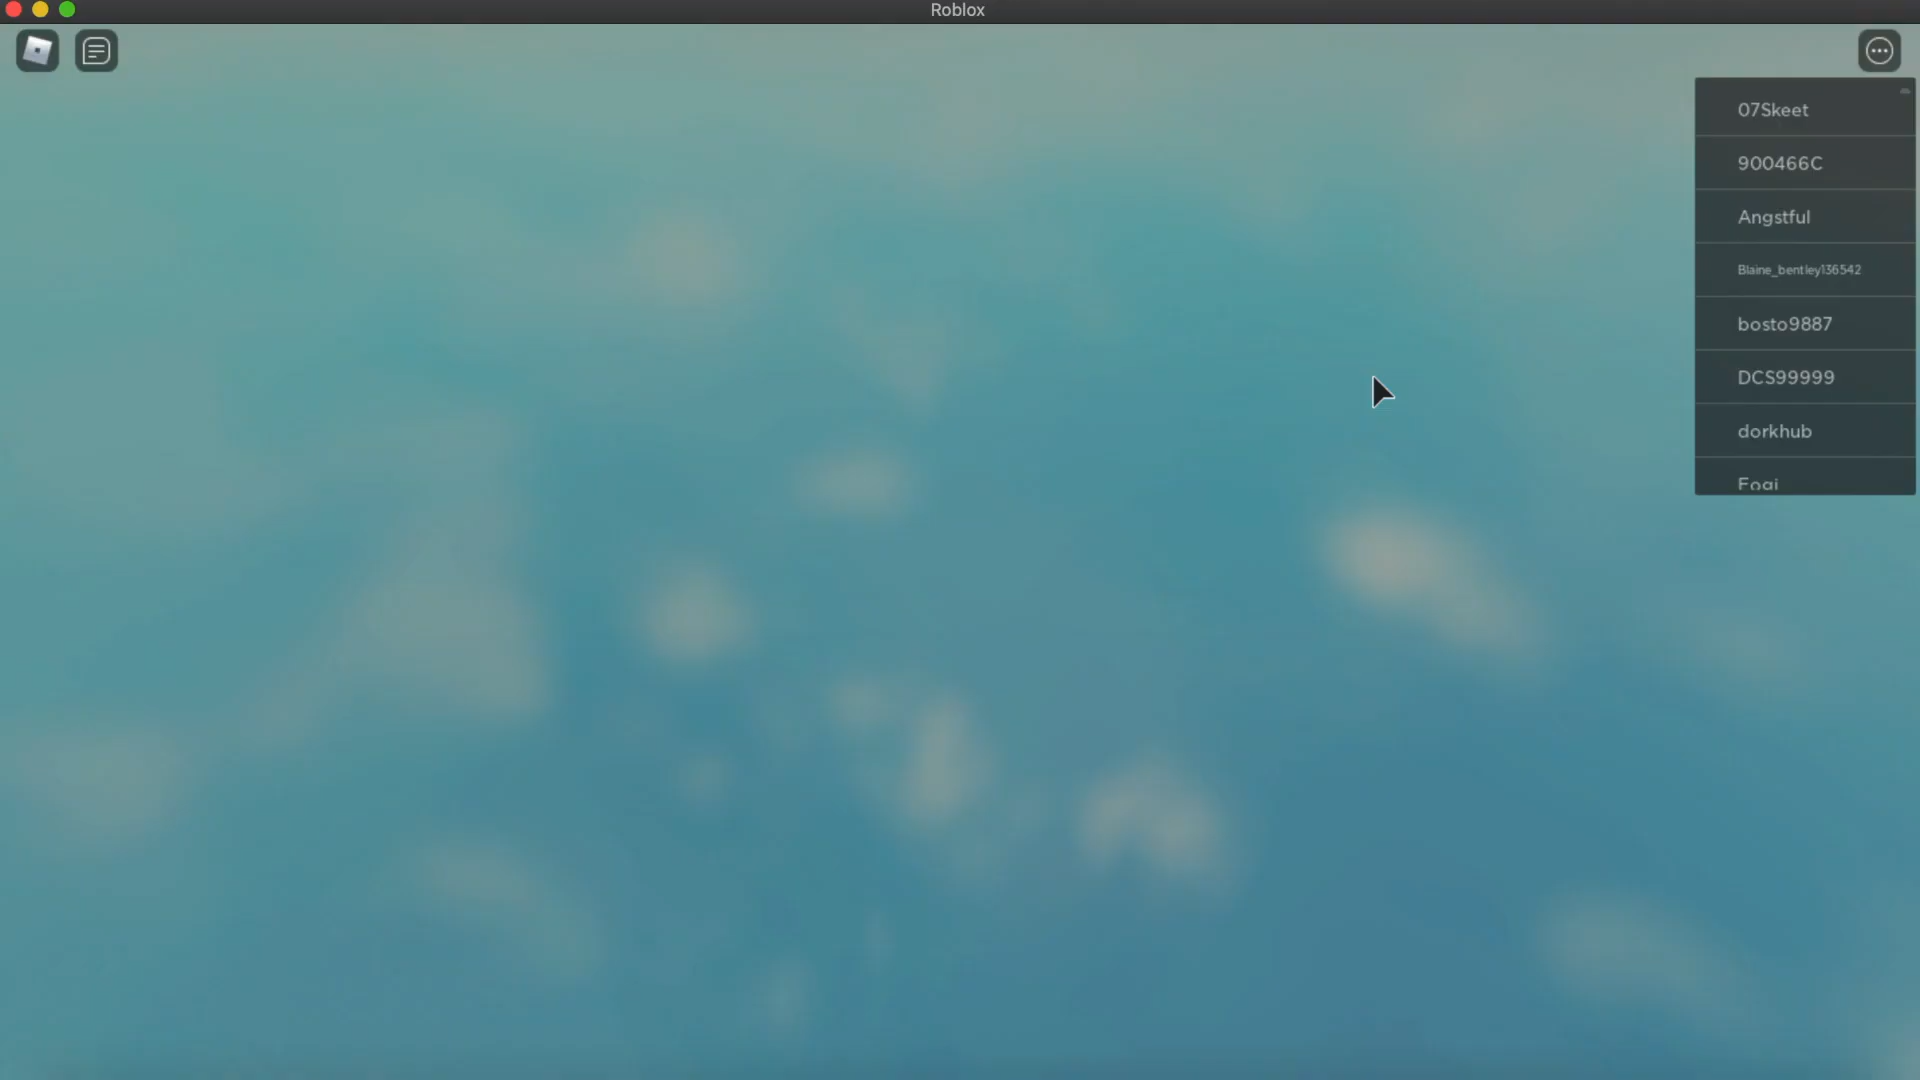 Roblox
07Skeet
900466C
Angstful
Blaine_bentley136542
bosto9887
DCS99999
dorkhub